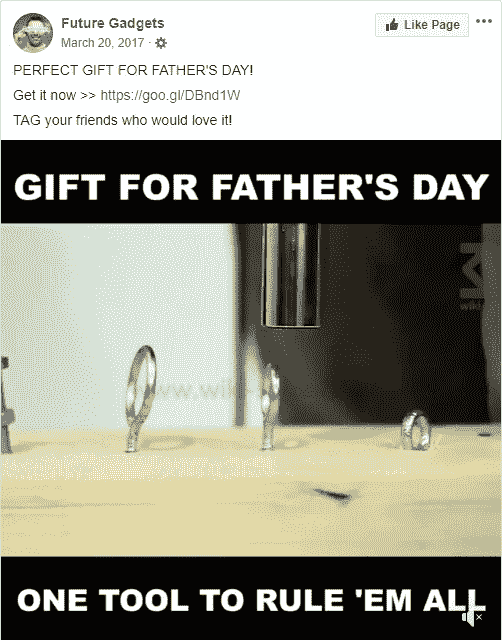 Future Gadgets
March 20, 2017 ·
Like Page
PERFECT GIFT FOR FATHER'S DAY!
Get it now >> https://goo.gl/DBnd1W
TAG your friends who would love it!
GIFT FOR FATHER'S DAY
ONE TOOL TO RULE 'EM ALL